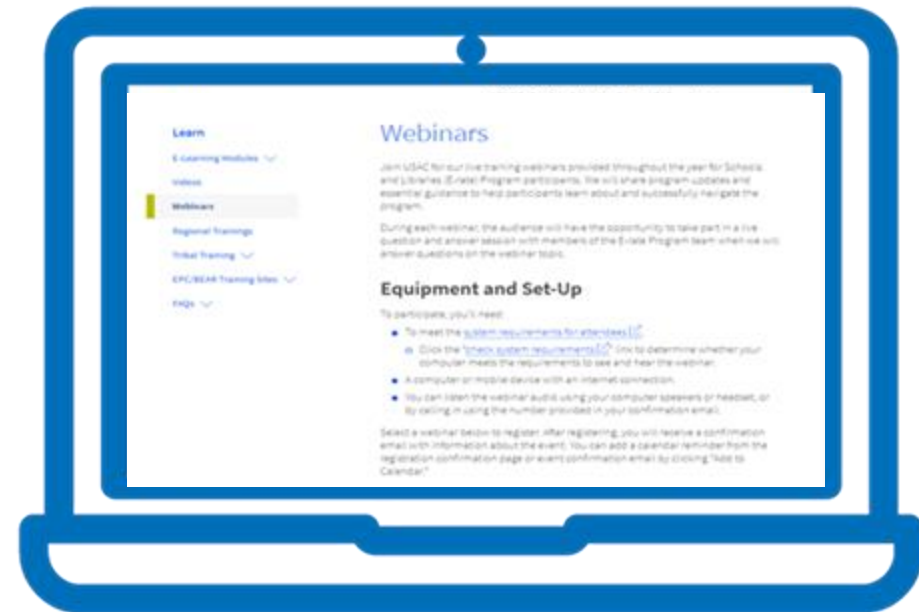 Learn
E-Learning Modules
Videos
Webinars
Regional Trainings
Tribal Training
EPC/BEAR Training Sites
FAQs
Webinars
Join USAC for our live training webinars provided throughout the year for Schools
and Libraries (E-rate) Program participants. We will share program updates and
essential guidance to help participants learn about and successfully navigate the
program.
During each webinar, the audience will have the opportunity to take part in a live
question and answer session with members of the E-rate Program team when we will
answer questions on the webinar topic.
Equipment and Set-Up
To participate, you'll need:
To meet the system requirements for attendees
Click the "check system requirements" link to determine whether your
computer meets the requirements to see and hear the webinar.
A computer or mobile device with an internet connection.
You can listen the webinar audio using your computer speakers or headset, or
by calling in using the number provided in your confirmation email.
Select a webinar below to register. After registering, you will receive a confirmation
email with information about the event. You can add a calendar reminder from the
registration confirmation page or event confirmation email by clicking "Add to
Calendar."